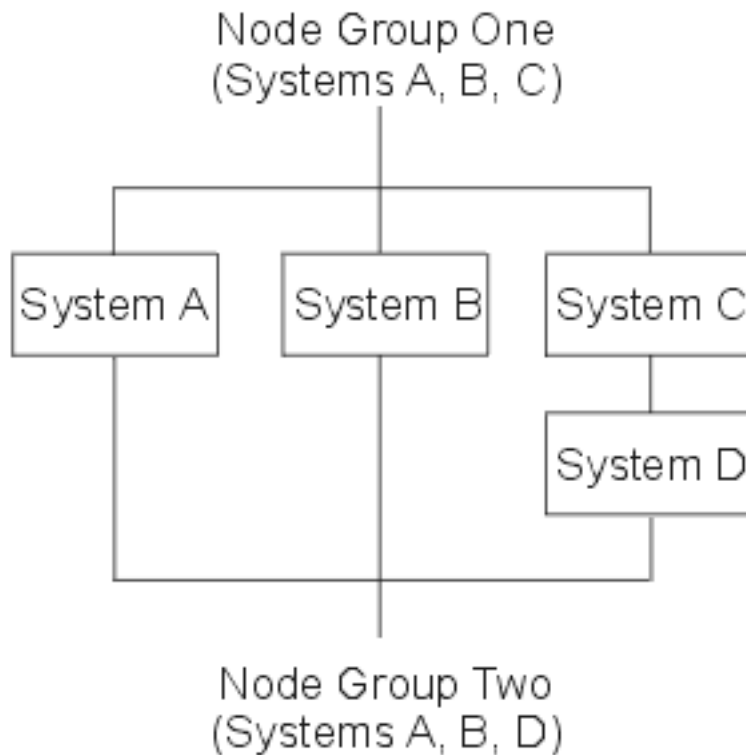 Node Group One
(Systems A, B, C)
System A
System B
System C
System D
Node Group Two
(Systems A, B, D)